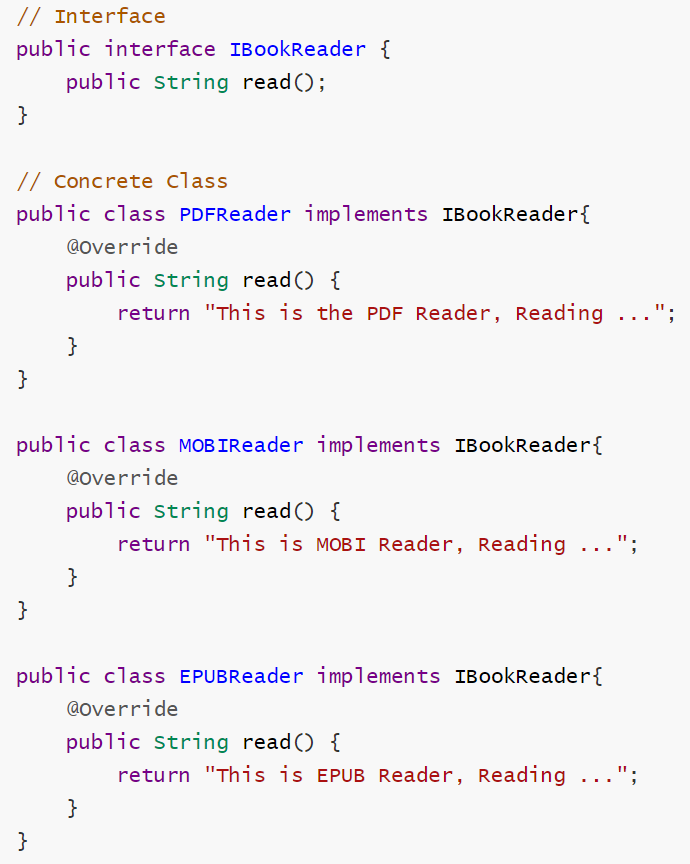 // Interface
public interface IBookReader {
    public String read();
}

// Concrete Class
public class PDFReader implements IBookReader{
    @Override
    public String read() {
        return "This is the PDF Reader, Reading ...";
    }
}

public class MOBIReader implements IBookReader{
    @Override
    public String read() {
        return "This is MOBI Reader, Reading ...";
    }
}

public class EPUBReader implements IBookReader{
    @Override
    public String read() {
        return "This is EPUB Reader, Reading ...";
    }
}